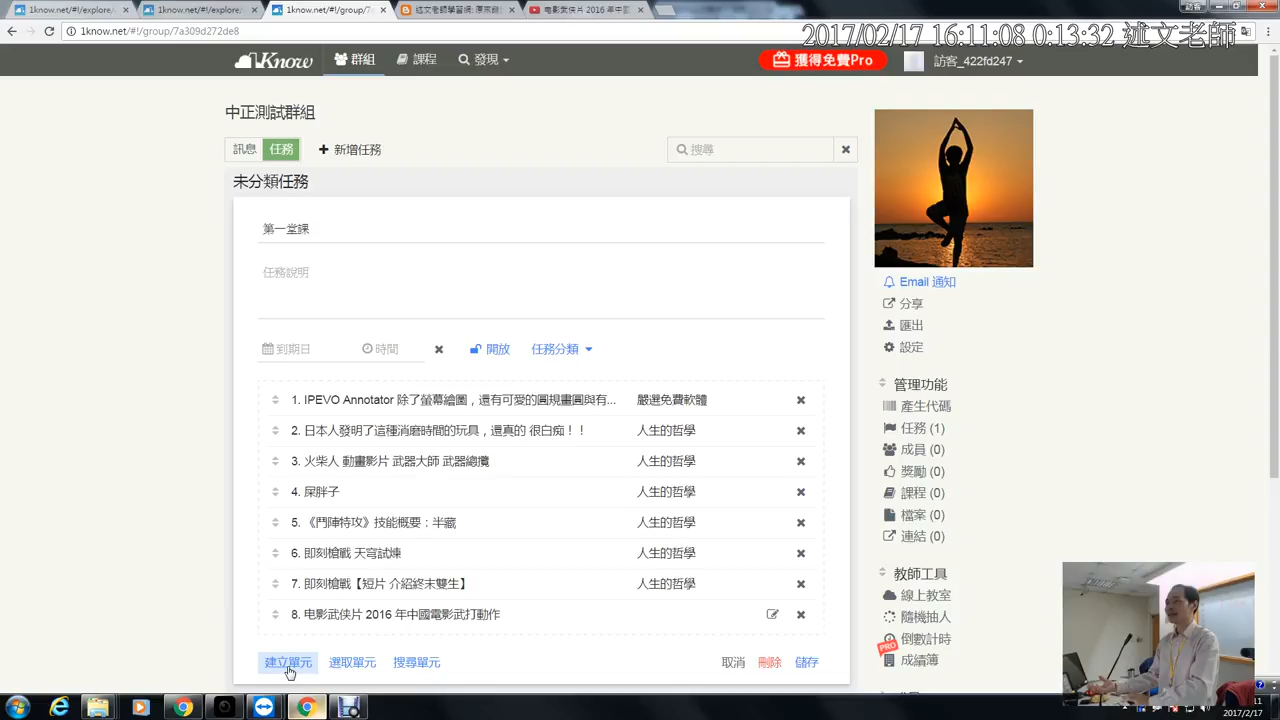 1know.net/#!/explore/
1know.net/#!/explore/
1know.net/#!/group/7a
述文老師學習網: 原來
電影武俠片 2016 年中國
訪客
1know.net/#!/group/7a309d272de8
2017/02/17 16:11:08 0:13:32 述文老師
1Know
群組
課程
發現
獲得免費Pro
訪客_422fd247
中正測試群組
訊息
任務
新增任務
搜尋
未分類任務
第一堂課
任務說明
到期日
時間
開放
任務分類
1. IPEVO Annotator 除了螢幕繪圖，還有可愛的圓規畫圓與有... 嚴選免費軟體
2. 日本人發明了這種消磨時間的玩具，還真的 很白痴！！ 人生的哲學
3. 火柴人 動畫影片 武器大師 武器總攬 人生的哲學
4. 屎胖子 人生的哲學
5. 《鬥陣特攻》技能概要：半藏 人生的哲學
6. 即刻槍戰 天穹試煉 人生的哲學
7. 即刻槍戰【短片 介紹終末雙生】 人生的哲學
8. 电影武侠片 2016 年中國電影武打動作
建立單元
選取單元
搜尋單元
取消
刪除
儲存
Email 通知
分享
匯出
設定
管理功能
產生代碼
任務 (1)
成員 (0)
獎勵 (0)
課程 (0)
檔案 (0)
連結 (0)
教師工具
線上教室
隨機抽人
倒數計時
PRO
成績簿
2017/2/17